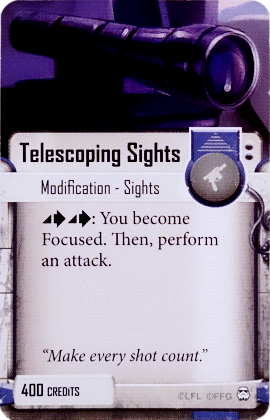 Telescoping Sights
Modification - Sights
: You become
Focused. Then, perform
an attack.
“Make every shot count.”
400 CREDITS
©LFL ©FFG